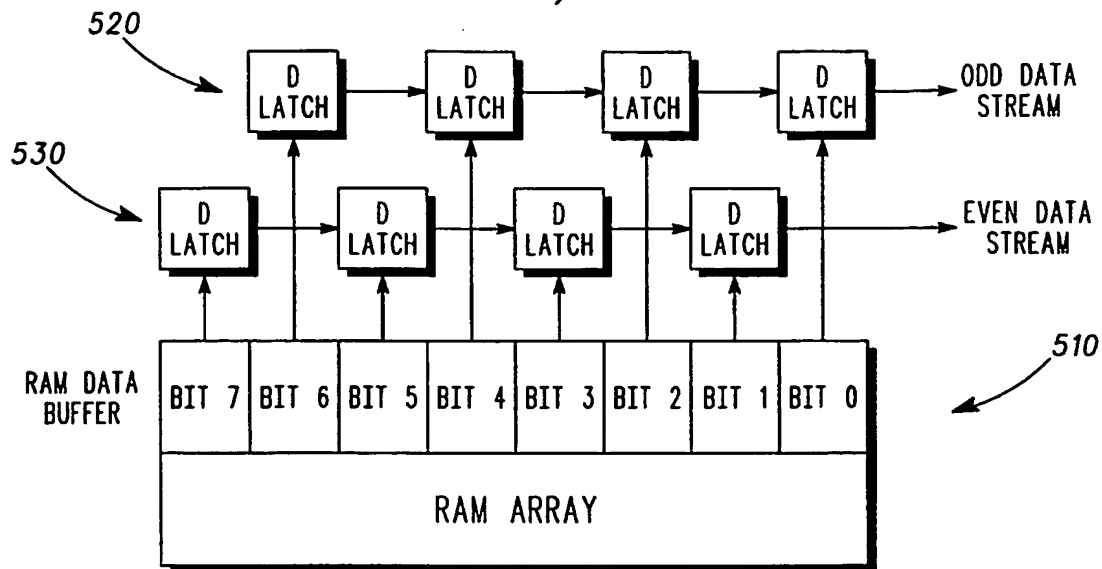 520
D LATCH D LATCH D LATCH D LATCH ODD DATA STREAM
530
D LATCH D LATCH D LATCH D LATCH EVEN DATA STREAM
510
RAM DATA BUFFER
BIT 7 BIT 6 BIT 5 BIT 4 BIT 3 BIT 2 BIT 1 BIT 0
RAM ARRAY